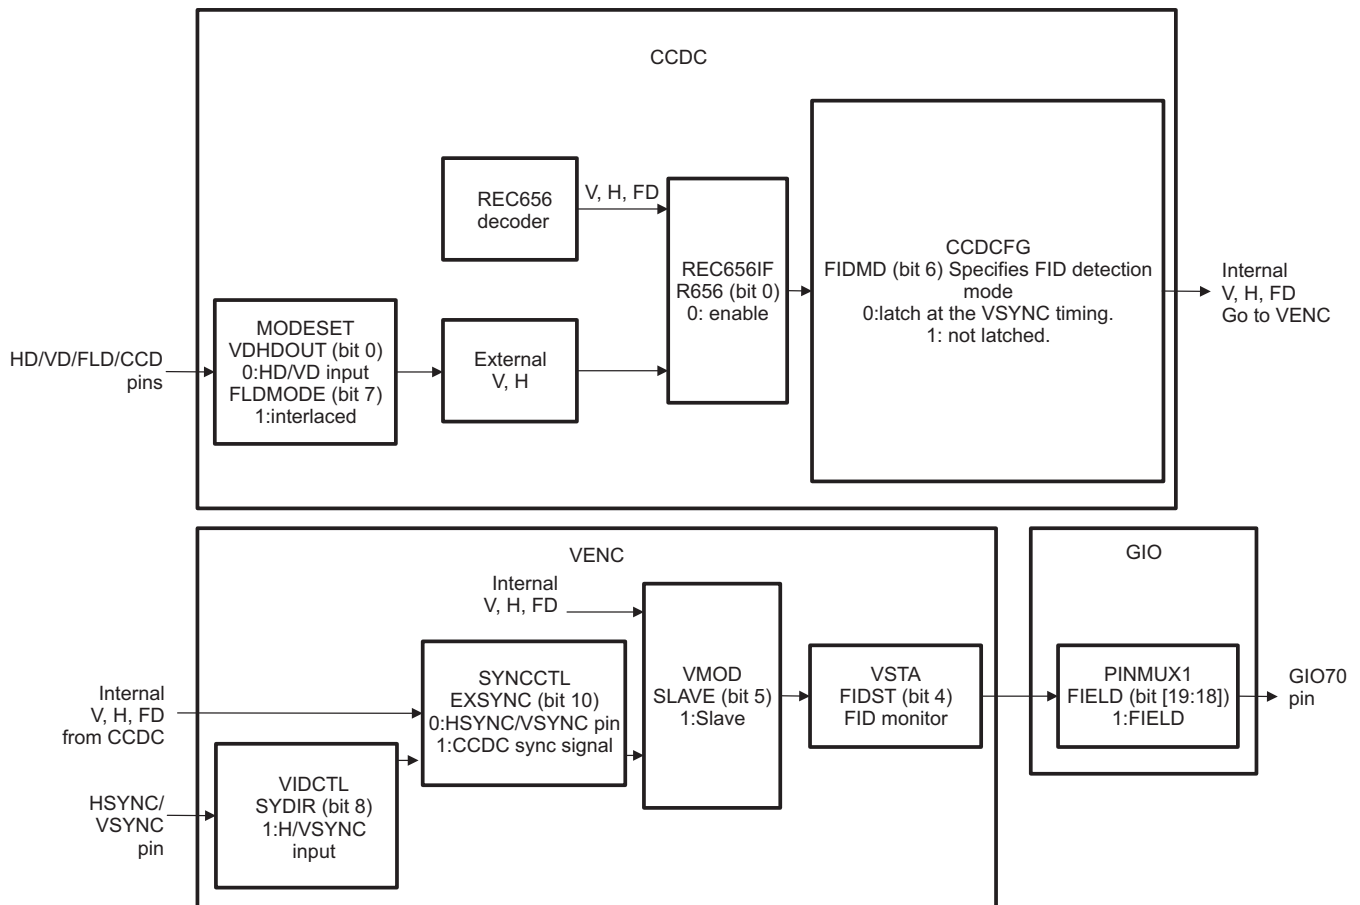 CCDC
REC656
decoder
V, H, FD
REC656IF
R656 (bit 0)
0: enable
CCDCFG
FIDMD (bit 6) Specifies FID detection
mode
0:latch at the VSYNC timing.
1: not latched.
Internal
V, H, FD
Go to VENC
HD/VD/FLD/CCD
pins
MODESET
VDHDOUT (bit 0)
0:HD/VD input
FLDMODE (bit 7)
1:interlaced
External
V, H
VENC
Internal
V, H, FD
Internal
V, H, FD
from CCDC
SYNCCTL
EXSYNC (bit 10)
0:HSYNC/VSYNC pin
1:CCDC sync signal
VMOD
SLAVE (bit 5)
1:Slave
VSTA
FIDST (bit 4)
FID monitor
HSYNC/
VSYNC
pin
VIDCTL
SYDIR (bit 8)
1:H/VSYNC
input
GIO
PINMUX1
FIELD (bit [19:18])
1:FIELD
GIO70
pin